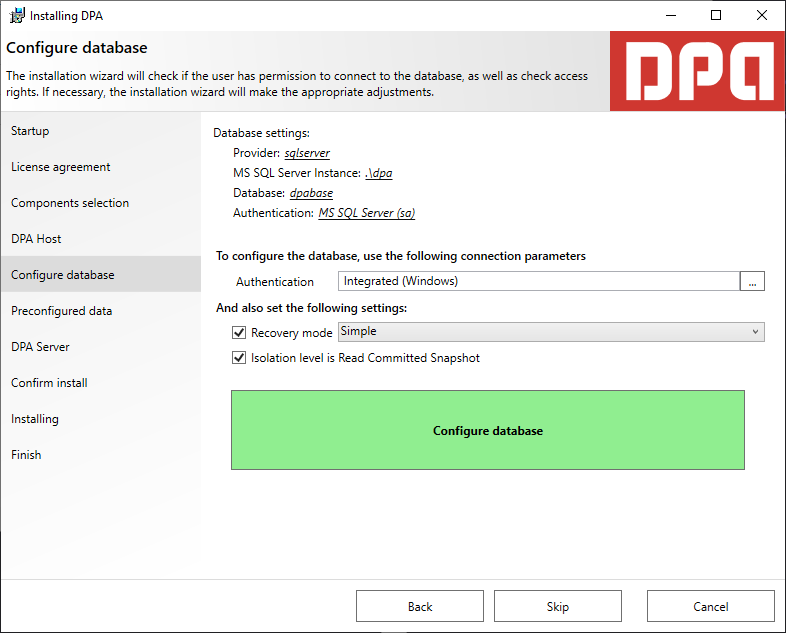 Installing DPA
Configure database
The installation wizard will check if the user has permission to connect to the database, as well as check access
rights. If necessary, the installation wizard will make the appropriate adjustments.
DPA
Startup
License agreement
Components selection
DPA Host
Configure database
Preconfigured data
DPA Server
Confirm install
Installing
Finish
Database settings:
Provider: sqlserver
MS SQL Server Instance: .\dpa
Database: dpabase
Authentication: MS SQL Server (sa)
To configure the database, use the following connection parameters
Authentication Integrated (Windows) ...
And also set the following settings:
Recovery mode Simple
Isolation level is Read Committed Snapshot
Configure database
Back Skip Cancel